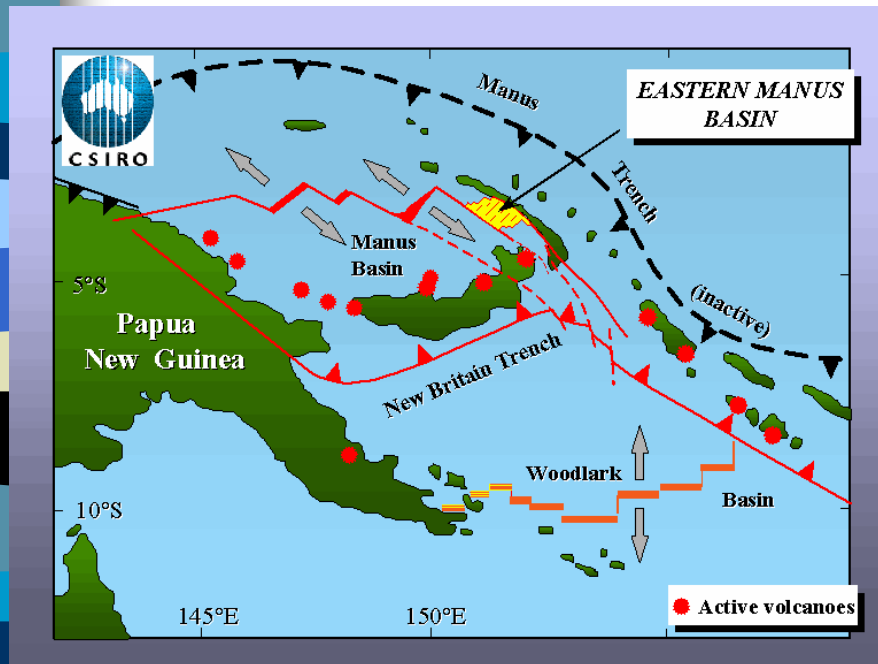 CSIRO
EASTERN MANUS
BASIN
Manus
Trench
(inactive)
Manus
Basin
5°S
Papua
New Guinea
New Britain Trench
Woodlark
Basin
10°S
145°E
150°E
Active volcanoes